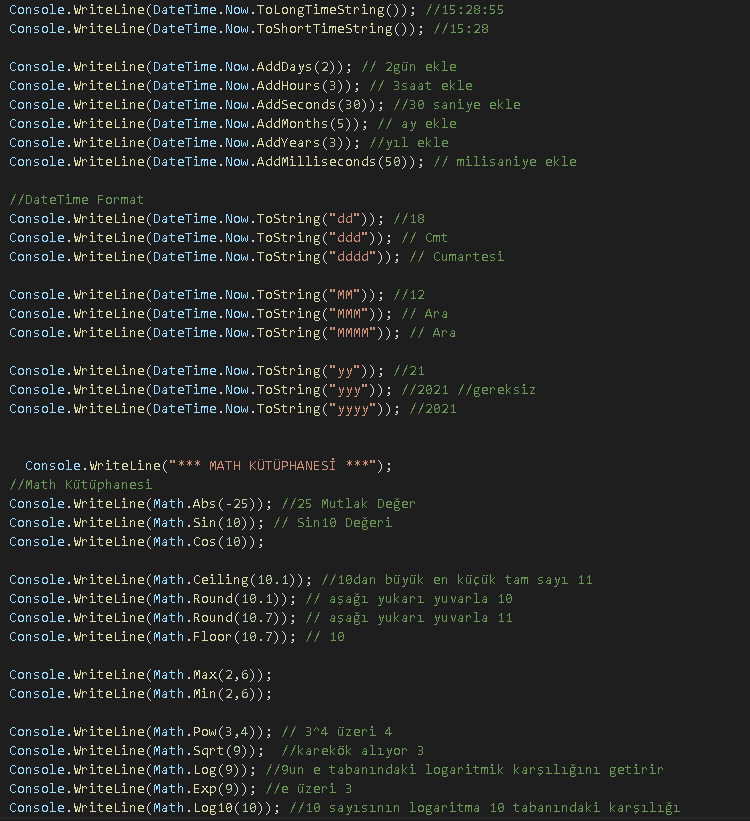 Console.WriteLine(DateTime.Now.ToLongTimeString()); //15:28:55
Console.WriteLine(DateTime.Now.ToShortTimeString()); //15:28
Console.WriteLine(DateTime.Now.AddDays(2)); // 2gün ekle
Console.WriteLine(DateTime.Now.AddHours(3)); // 3saat ekle
Console.WriteLine(DateTime.Now.AddSeconds(30)); //30 saniye ekle
Console.WriteLine(DateTime.Now.AddMonths(5)); // ay ekle
Console.WriteLine(DateTime.Now.AddYears(3)); //yıl ekle
Console.WriteLine(DateTime.Now.AddMilliseconds(50)); // milisaniye ekle
//DateTime Format
Console.WriteLine(DateTime.Now.ToString("dd")); //18
Console.WriteLine(DateTime.Now.ToString("ddd")); // Cmt
Console.WriteLine(DateTime.Now.ToString("dddd")); // Cumartesi
Console.WriteLine(DateTime.Now.ToString("MM")); //12
Console.WriteLine(DateTime.Now.ToString("MMM")); // Ara
Console.WriteLine(DateTime.Now.ToString("MMMM")); // Ara
Console.WriteLine(DateTime.Now.ToString("yy")); //21
Console.WriteLine(DateTime.Now.ToString("yyy")); //2021 //gereksiz
Console.WriteLine(DateTime.Now.ToString("yyyy")); //2021
Console.WriteLine("*** MATH KÜTÜPHANESİ ***");
//Math Kütüphanesi
Console.WriteLine(Math.Abs(-25)); //25 Mutlak Değer
Console.WriteLine(Math.Sin(10)); // Sin10 Değeri
Console.WriteLine(Math.Cos(10));
Console.WriteLine(Math.Ceiling(10.1)); //10dan büyük en küçük tam sayı 11
Console.WriteLine(Math.Round(10.1)); // aşağı yukarı yuvarla 10
Console.WriteLine(Math.Round(10.7)); // aşağı yukarı yuvarla 11
Console.WriteLine(Math.Floor(10.7)); // 10
Console.WriteLine(Math.Max(2,6));
Console.WriteLine(Math.Min(2,6));
Console.WriteLine(Math.Pow(3,4)); // 3^4 üzeri 4
Console.WriteLine(Math.Sqrt(9));  //karekök alıyor 3
Console.WriteLine(Math.Log(9)); //9un e tabanındaki logaritmik karşılığını getirir
Console.WriteLine(Math.Exp(9)); //e üzeri 3
Console.WriteLine(Math.Log10(10)); //10 sayısının logaritma 10 tabanındaki karşılığı